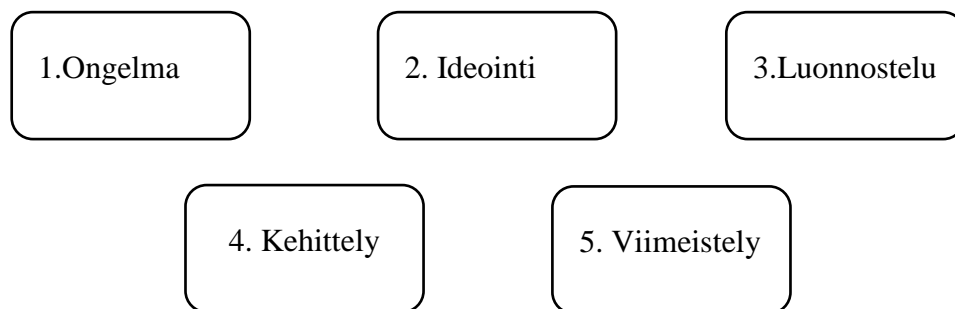 1.Ongelma
2. Ideointi
3.Luonnostelu
4. Kehittely
5. Viimeistely